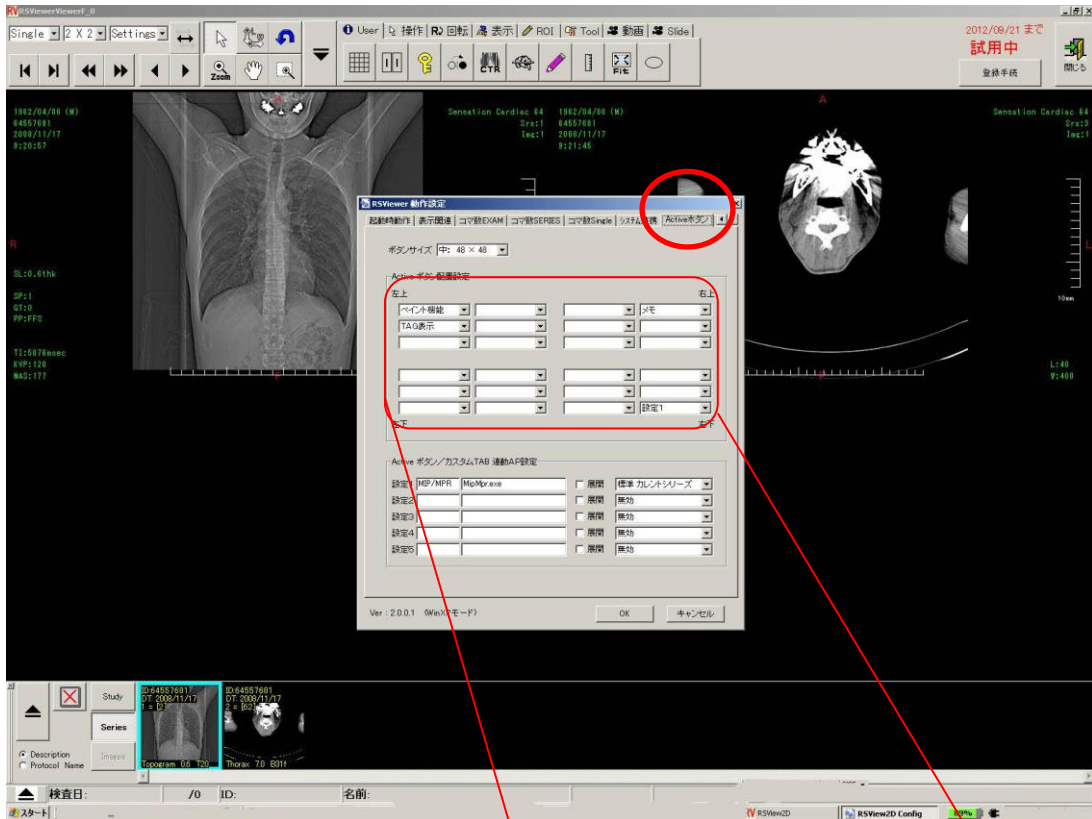 RSViewerViewerF_0
Single 2 X 2 Settings
User 操作 回転 表示 ROI Tool 動画 Slide
2012/09/21 まで
試用中
登録手続
閉じる
Zoom
CTR
Fit
1962/04/06 (M)
64557681
2008/11/17
9:20:57
Sensation Cardiac 64
Srs:1
Img:1
1962/04/06 (M)
64557681
2008/11/17
9:21:45
A
Sensation Cardiac 64
Srs:3
Img:1
R
SL:0.6thk
SP:1
GT:0
PP:FFS
TI:5076msec
KVP:120
MAS:177
L
10mm
L:40
W:400
RSViewer 動作設定
起動時動作 表示関連 コマ数EXAM コマ数SERIES コマ数Single Activeボタン
ボタンサイズ 中: 48 × 48
Active ボタン配置設定
左上 右上
ペイント機能 メモ
TAG表示
設定1
左下 右下
Active ボタン/カスタムTAB 連動AP設定
設定1 MIP/MPR MipMpr.exe 展開 標準 カレントシリーズ
設定2 展開 無効
設定3 展開 無効
設定4 展開 無効
設定5 展開 無効
Ver : 2.0.0.1 (WinXPモード)
OK キャンセル
Study
Series
Images
Description
Protocol Name
ID:64557681
DT: 2008/11/17
1 = [2]
Topogram 0.6 T20
ID:64557681
DT: 2008/11/17
2 = [62]
Thorax 7.0 B31f
検査日: /0 ID: 名前:
スタート
RSView2D
RSView2D Config
89%